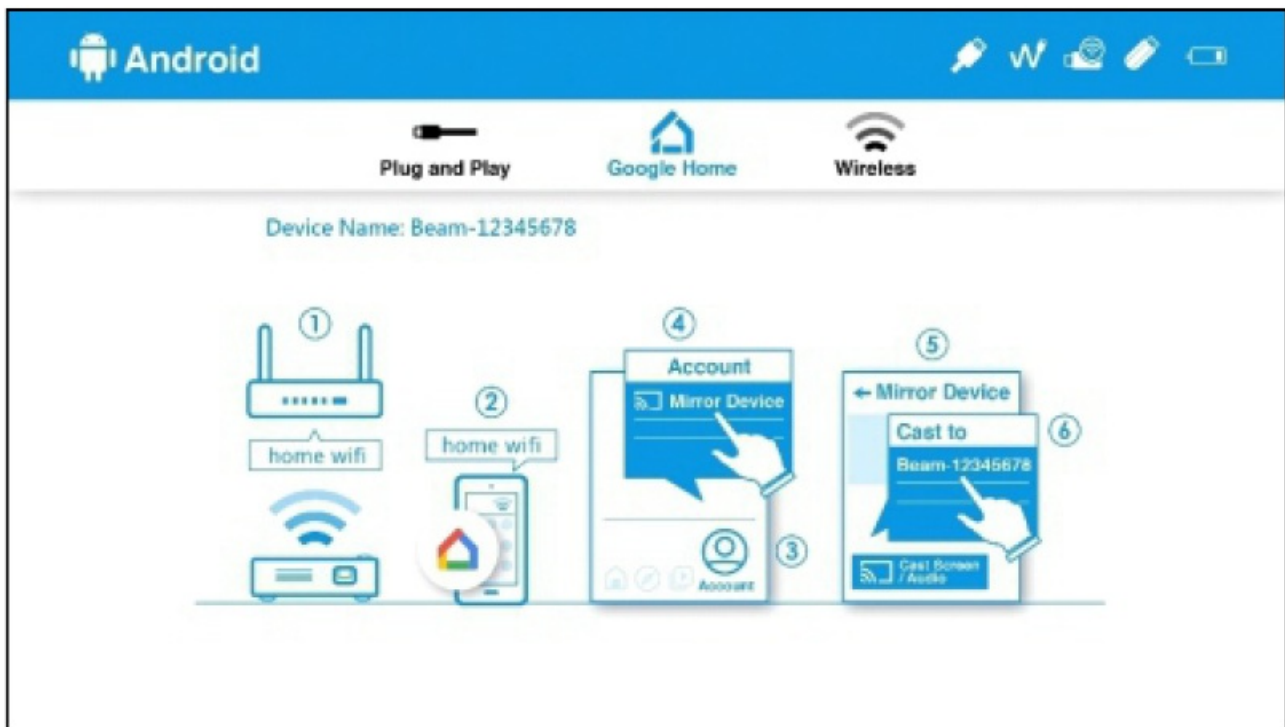 Android
Plug and Play
Google Home
Wireless
Device Name: Beam-12345678
①
home wifi
②
home wifi
④
Account
Mirror Device
③
Account
⑤
← Mirror Device
⑥
Cast to
Beam-12345678
Cast Screen
/ Audio